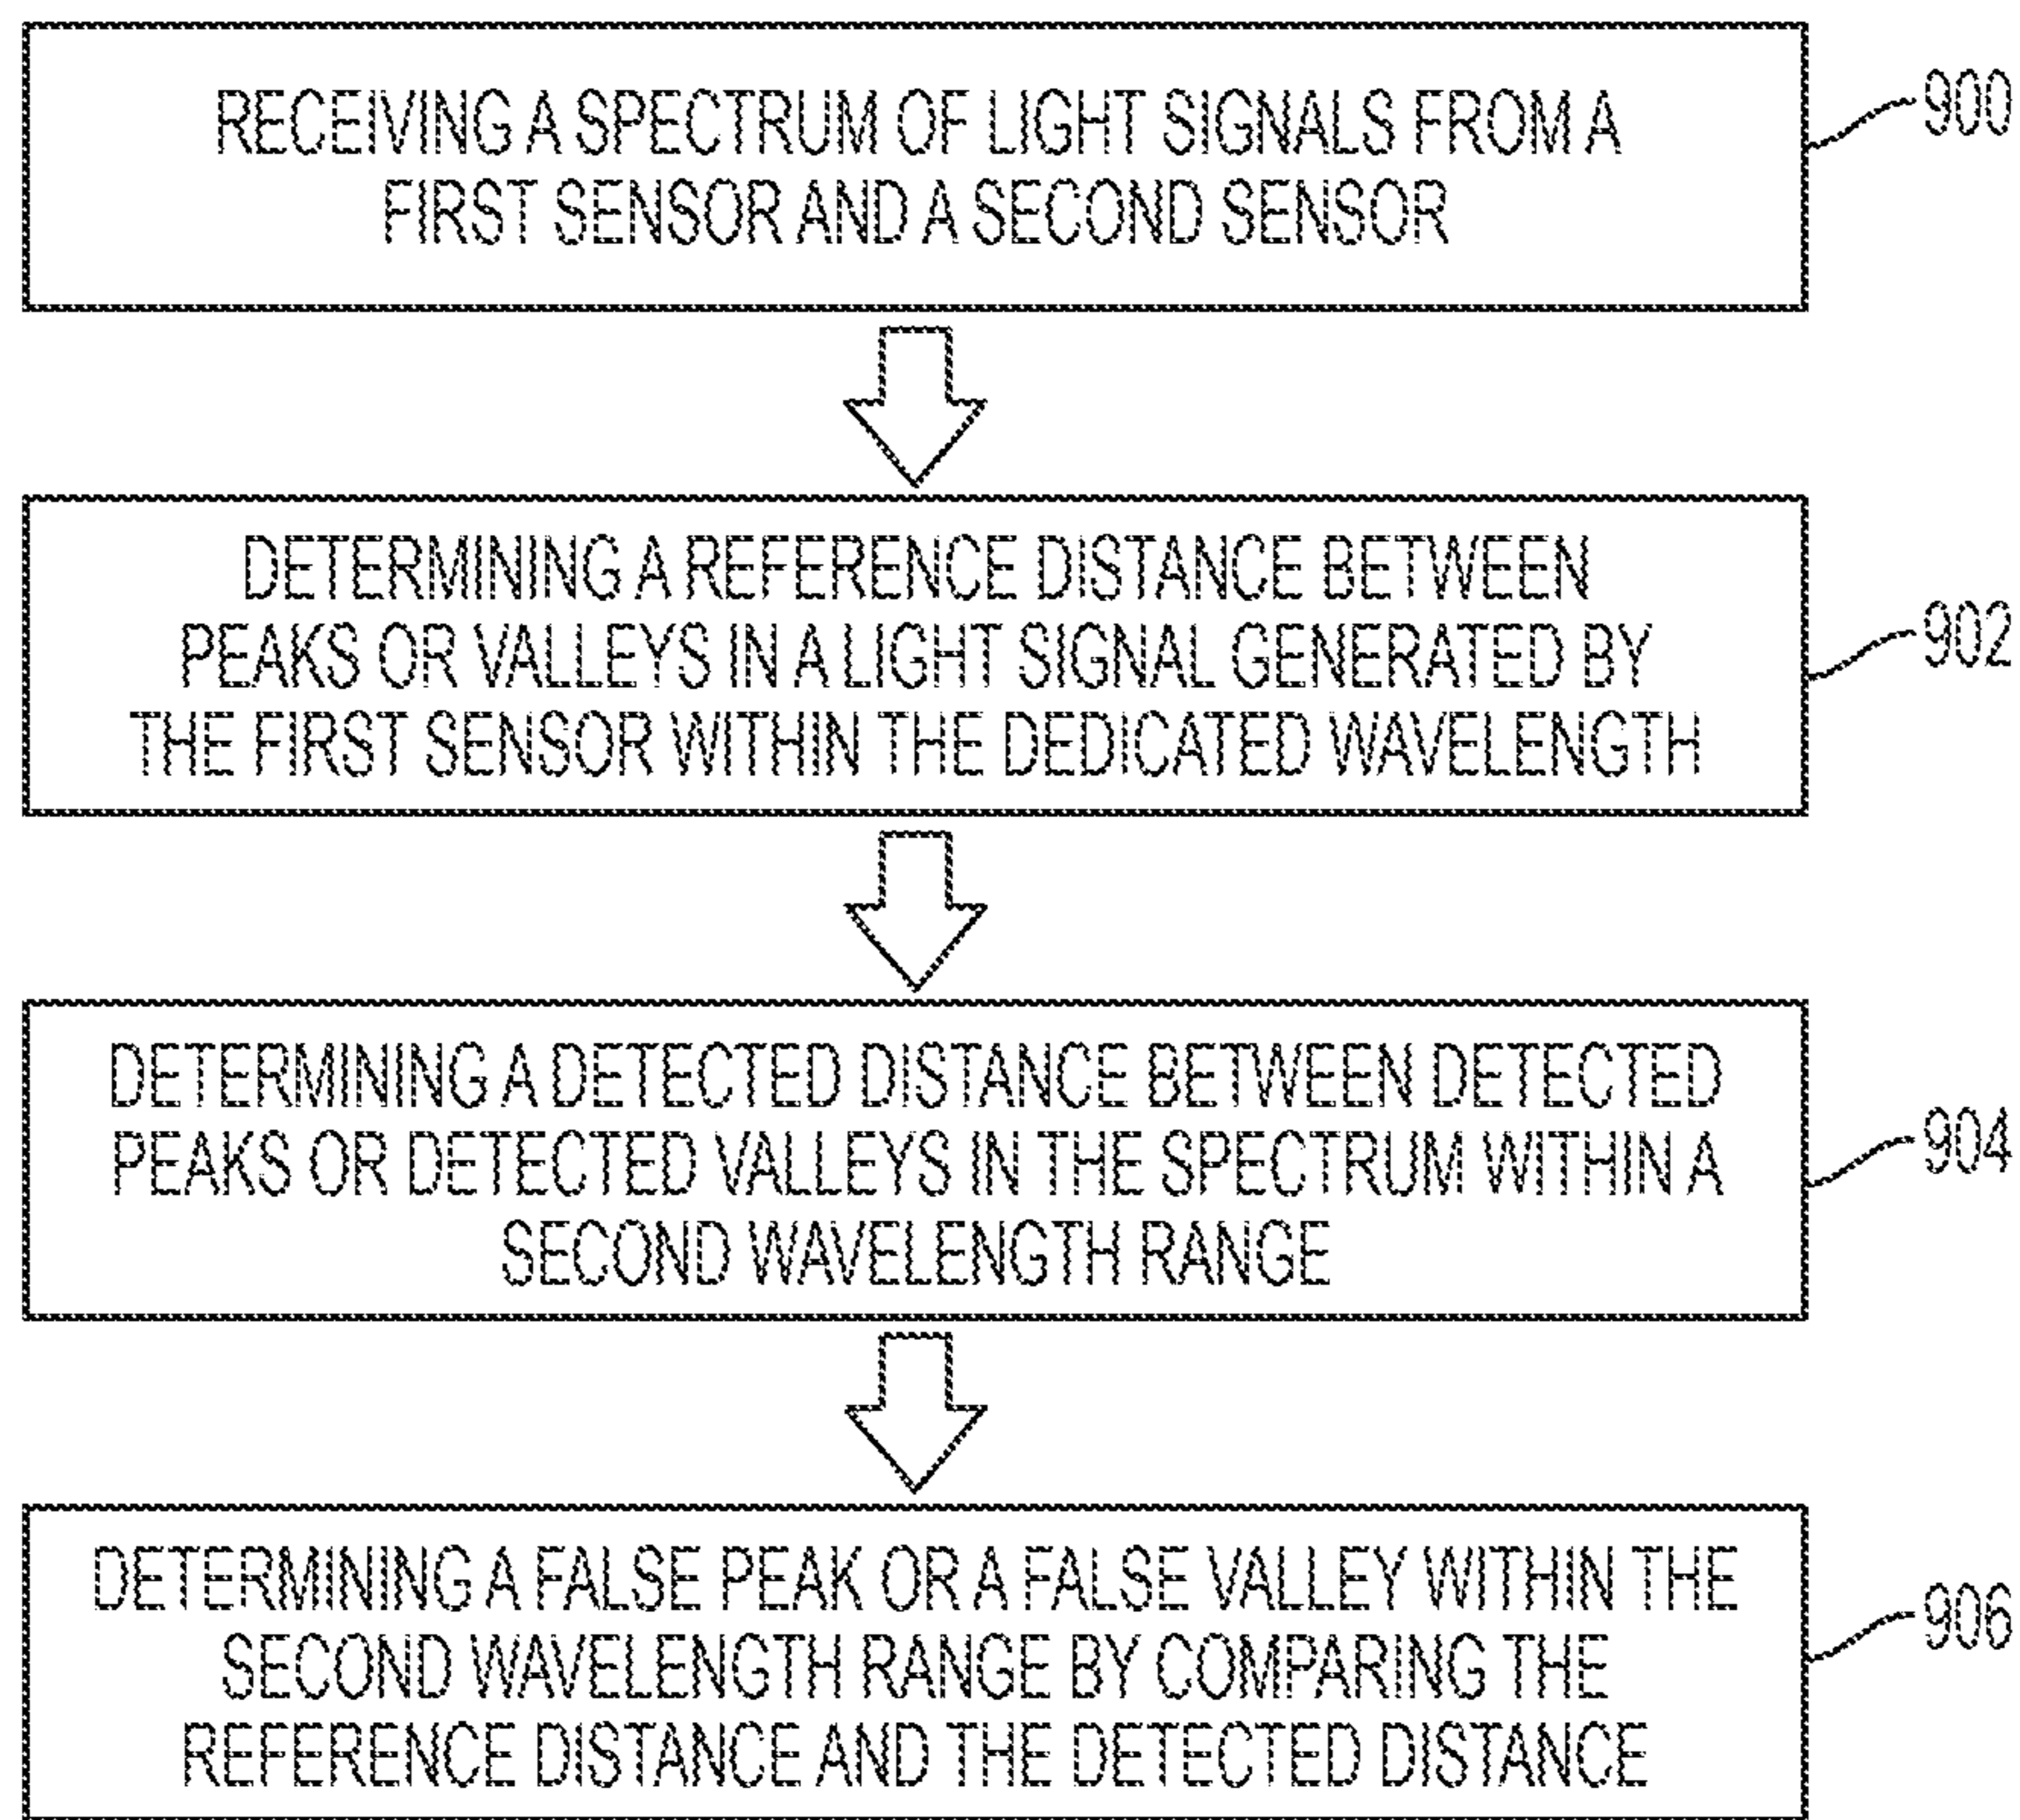 RECEIVING A SPECTRUM OF LIGHT SIGNALS FROM A
FIRST SENSOR AND A SECOND SENSOR
900
DETERMINING A REFERENCE DISTANCE BETWEEN
PEAKS OR VALLEYS IN A LIGHT SIGNAL GENERATED BY
THE FIRST SENSOR WITHIN THE DEDICATED WAVELENGTH
902
DETERMINING A DETECTED DISTANCE BETWEEN DETECTED
PEAKS OR DETECTED VALLEYS IN THE SPECTRUM WITHIN A
SECOND WAVELENGTH RANGE
904
DETERMINING A FALSE PEAK OR A FALSE VALLEY WITHIN THE
SECOND WAVELENGTH RANGE BY COMPARING THE
REFERENCE DISTANCE AND THE DETECTED DISTANCE
906